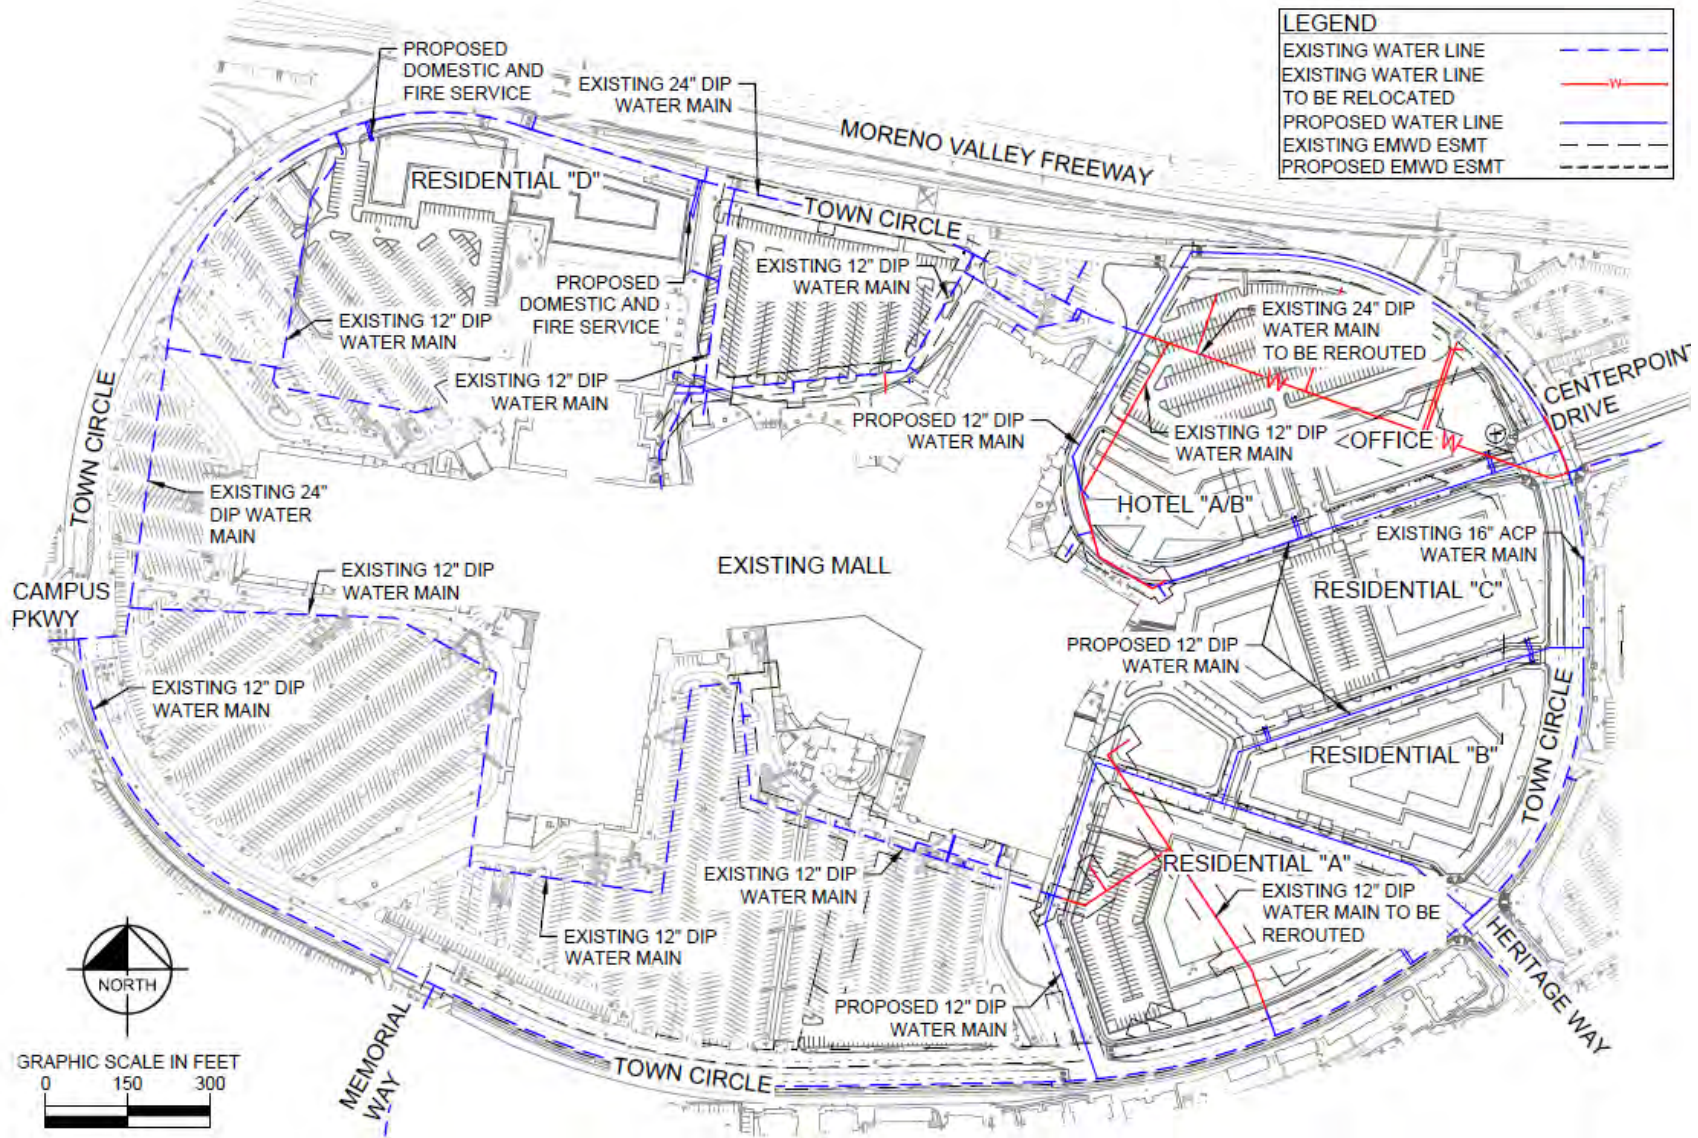 LEGEND
EXISTING WATER LINE
EXISTING WATER LINE
TO BE RELOCATED
W
PROPOSED WATER LINE
EXISTING EMWD ESMT
PROPOSED EMWD ESMT
PROPOSED
DOMESTIC AND
FIRE SERVICE
EXISTING 24" DIP
WATER MAIN
MORENO VALLEY FREEWAY
RESIDENTIAL "D"
TOWN CIRCLE
EXISTING 12" DIP
WATER MAIN
PROPOSED
DOMESTIC AND
FIRE SERVICE
EXISTING 12" DIP
WATER MAIN
EXISTING 24" DIP
WATER MAIN
TO BE REROUTED
W
CENTERPOINT
DRIVE
EXISTING 12" DIP
WATER MAIN
PROPOSED 12" DIP
WATER MAIN
EXISTING 12" DIP
WATER MAIN
OFFICE
W
TOWN CIRCLE
EXISTING 24"
DIP WATER
MAIN
HOTEL "A/B"
EXISTING 16" ACP
WATER MAIN
EXISTING MALL
EXISTING 12" DIP
WATER MAIN
RESIDENTIAL "C"
CAMPUS
PKWY
PROPOSED 12" DIP
WATER MAIN
EXISTING 12" DIP
WATER MAIN
TOWN CIRCLE
RESIDENTIAL "B"
RESIDENTIAL "A"
EXISTING 12" DIP
WATER MAIN
EXISTING 12" DIP
WATER MAIN TO BE
REROUTED
EXISTING 12" DIP
WATER MAIN
HERITAGE WAY
NORTH
PROPOSED 12" DIP
WATER MAIN
MEMORIAL
WAY
TOWN CIRCLE
GRAPHIC SCALE IN FEET
0 150 300